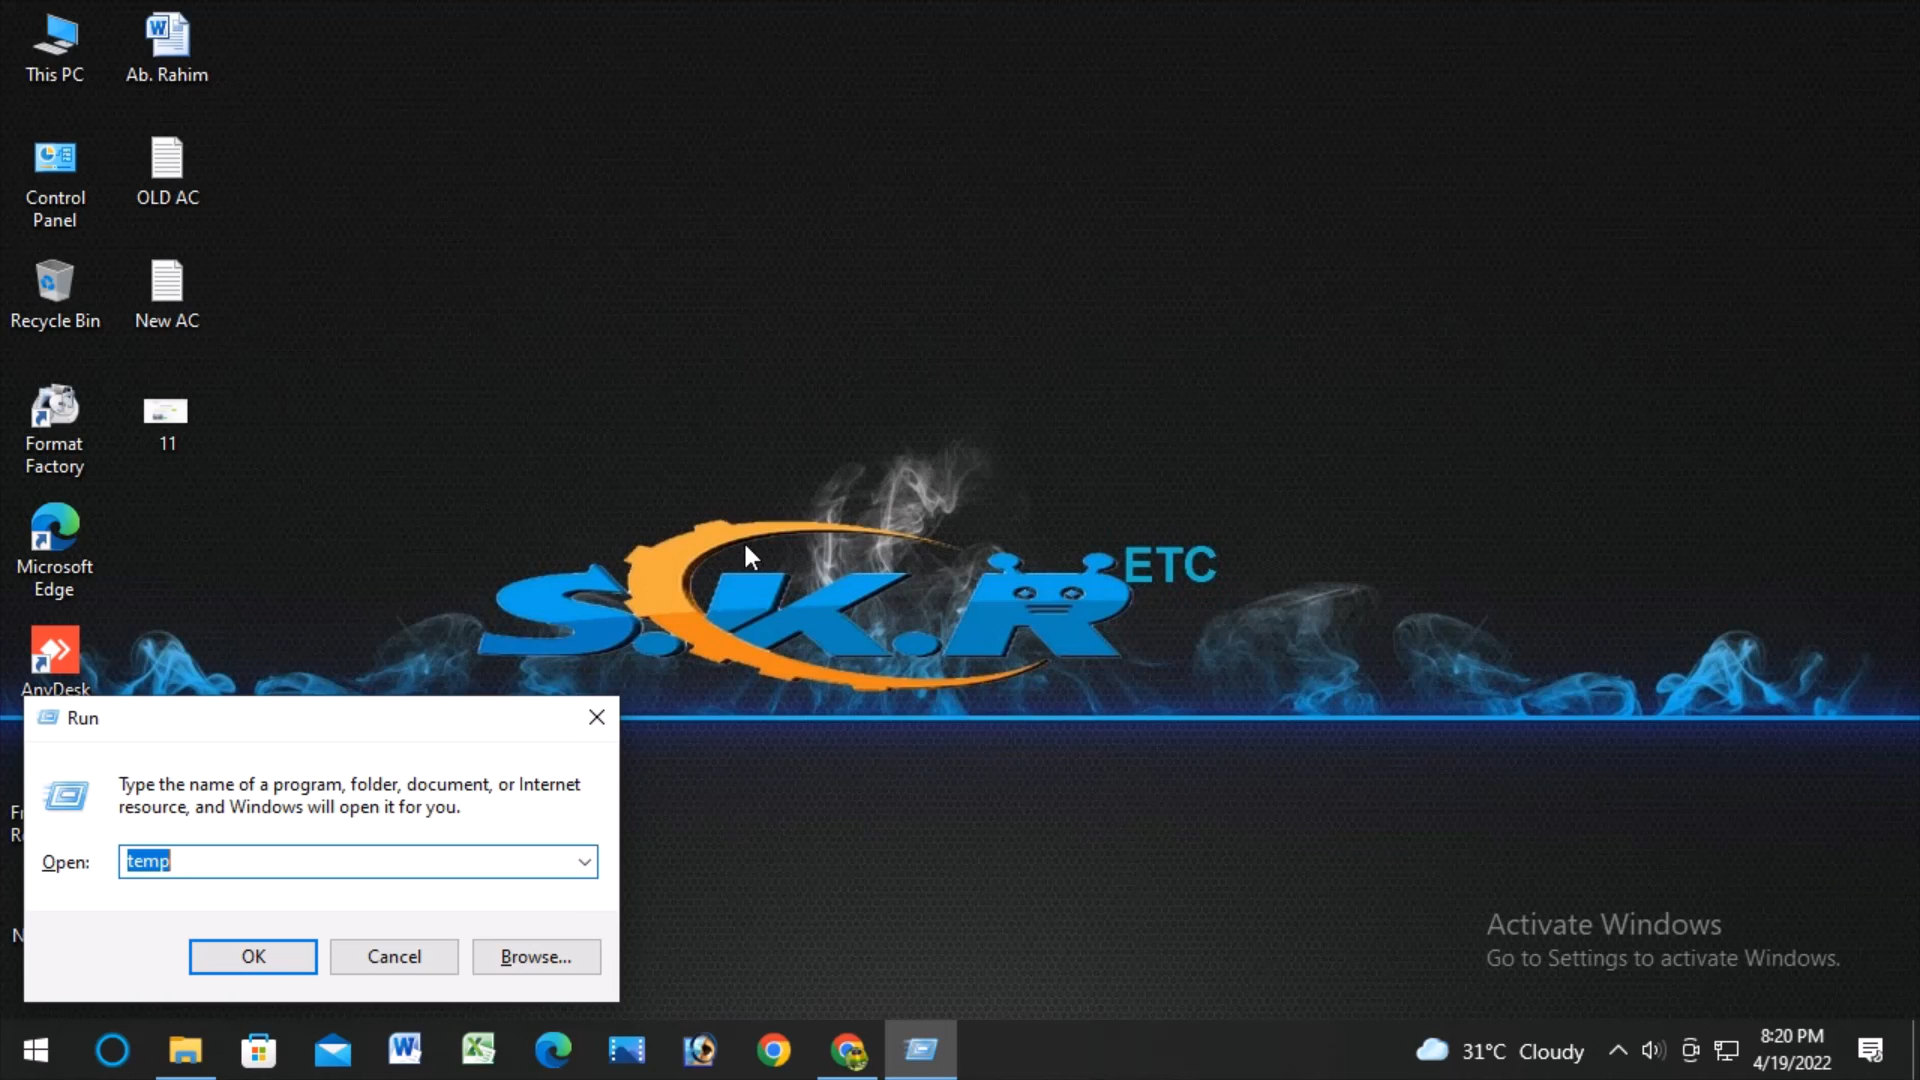 This PC
Ab. Rahim
Control
Panel
OLD AC
Recycle Bin
New AC
Format
Factory
11
Microsoft
Edge
AnyDesk
S.K.R
ETC
Run
Type the name of a program, folder, document, or Internet
resource, and Windows will open it for you.
Open:
temp
OK
Cancel
Browse...
Activate Windows
Go to Settings to activate Windows.
31°C Cloudy
8:20 PM
4/19/2022